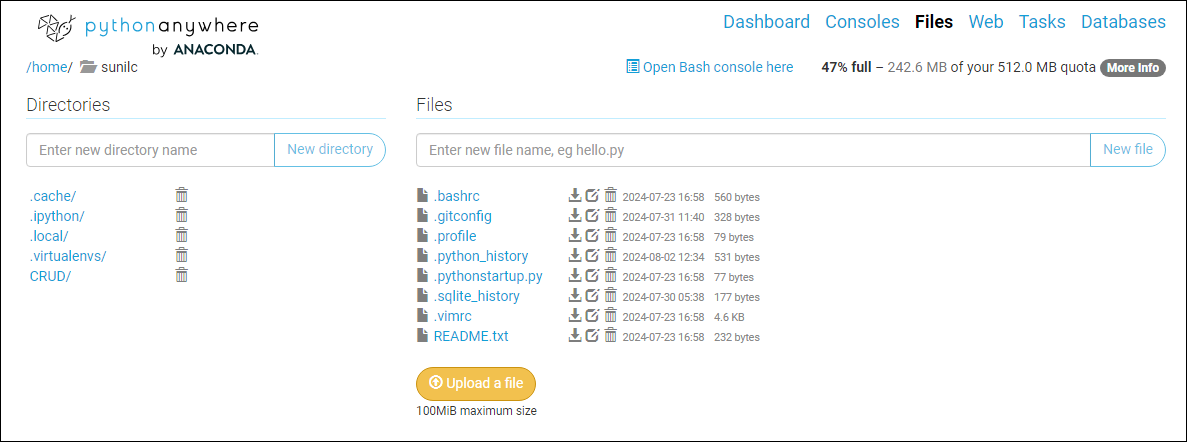 pythonanywhere
by ANACONDA.
Dashboard Consoles Files Web Tasks Databases
/home/ sunilc
Open Bash console here
47% full – 242.6 MB of your 512.0 MB quota More Info
Directories
Enter new directory name New directory
.cache/
.ipython/
.local/
.virtualenvs/
CRUD/
Files
Enter new file name, eg hello.py New file
.bashrc 2024-07-23 16:58 560 bytes
.gitconfig 2024-07-31 11:40 328 bytes
.profile 2024-07-23 16:58 79 bytes
.python_history 2024-08-02 12:34 531 bytes
.pythonstartup.py 2024-07-23 16:58 77 bytes
.sqlite_history 2024-07-30 05:38 177 bytes
.vimrc 2024-07-23 16:58 4.6 KB
README.txt 2024-07-23 16:58 232 bytes
Upload a file
100MiB maximum size